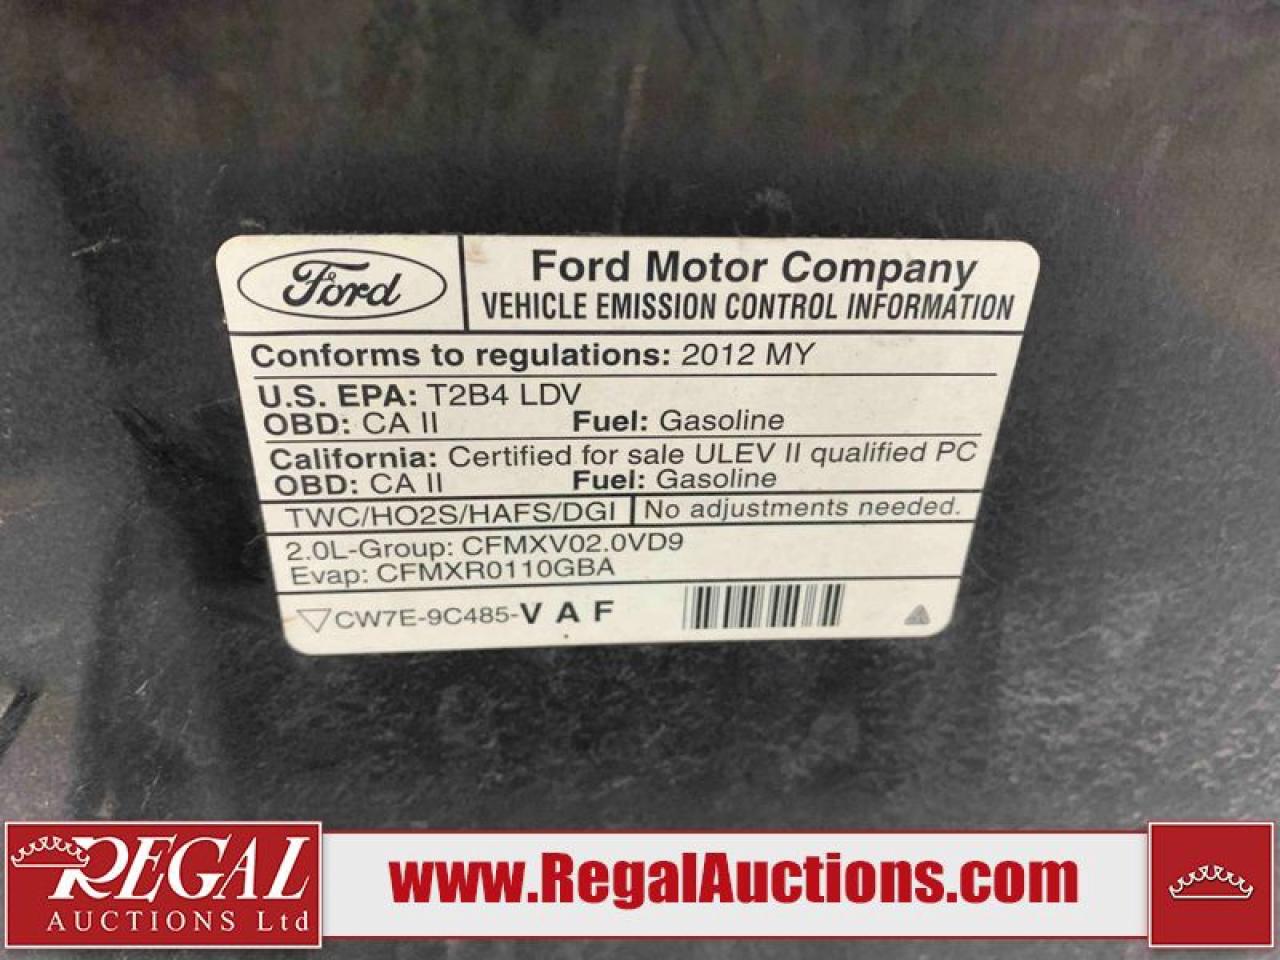 Ford
Ford Motor Company
VEHICLE EMISSION CONTROL INFORMATION
Conforms to regulations: 2012 MY
U.S. EPA: T2B4 LDV
OBD: CA II Fuel: Gasoline
California: Certified for sale ULEV II qualified PC
OBD: CA II Fuel: Gasoline
TWC/HO2S/HAFS/DGI No adjustments needed.
2.0L-Group: CFMXV02.0VD9
Evap: CFMXR0110GBA
CW7E-9C485-V A F
REGAL
AUCTIONS Ltd
www.RegalAuctions.com